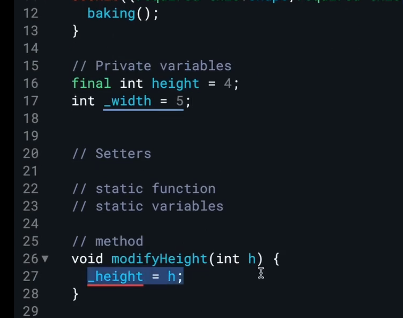 12 baking();
13 }
14
15 // Private variables
16 final int height = 4;
17 int _width = 5;
18
19
20 // Setters
21
22 // static function
23 // static variables
24
25 // method
26 void modifyHeight(int h) {
27 _height = h;
28 }
29